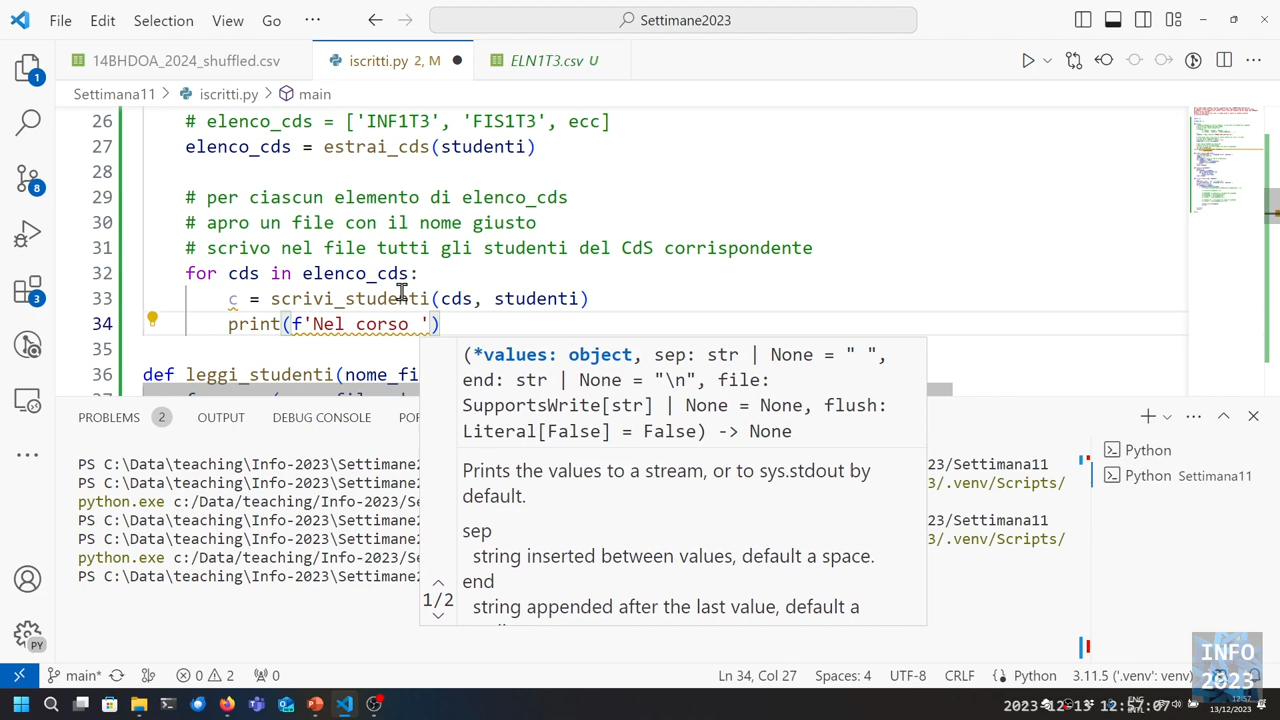 File Edit Selection View Go ··· Settimane2023
14BHDOA_2024_shuffled.csv iscritti.py 2, M ELN1T3.csv U
Settimana11 > iscritti.py > main
26 # elenco_cds = ['INF1T3', 'FIS1T3', ecc]
27 elenco_cds = estrai_cds(studenti)
28
29 # per ciascun elemento di elenco_cds
30 # apro un file con il nome giusto
31 # scrivo nel file tutti gli studenti del CdS corrispondente
32 for cds in elenco_cds:
33 c = scrivi_studenti(cds, studenti)
34 print(f'Nel corso ')
35
36 def leggi_studenti(nome_fi
(*values: object, sep: str | None = " ",
end: str | None = "\n", file:
SupportsWrite[str] | None = None, flush:
Literal[False] = False) -> None
Prints the values to a stream, or to sys.stdout by
default.
sep
string inserted between values, default a space.
end
string appended after the last value, default a
1/2
PROBLEMS 2 OUTPUT DEBUG CONSOLE POR
PS C:\Data\teaching\Info-2023\Settimane2 23/Settimana11
PS C:\Data\teaching\Info-2023\Settimane2 3/.venv/Scripts/
python.exe c:/Data/teaching/Info-2023/Se
PS C:\Data\teaching\Info-2023\Settimane2 23/Settimana11
PS C:\Data\teaching\Info-2023\Settimane2 3/.venv/Scripts/
python.exe c:/Data/teaching/Info-2023/Se
PS C:\Data\teaching\Info-2023\Settimane2
Python
Python Settimana11
1
8
3
PY
main* 0 2 0 Ln 34, Col 27 Spaces: 4 UTF-8 CRLF Python 3.11.5 ('.venv': venv)
INFO
2023
ENG
12:57
13/12/2023